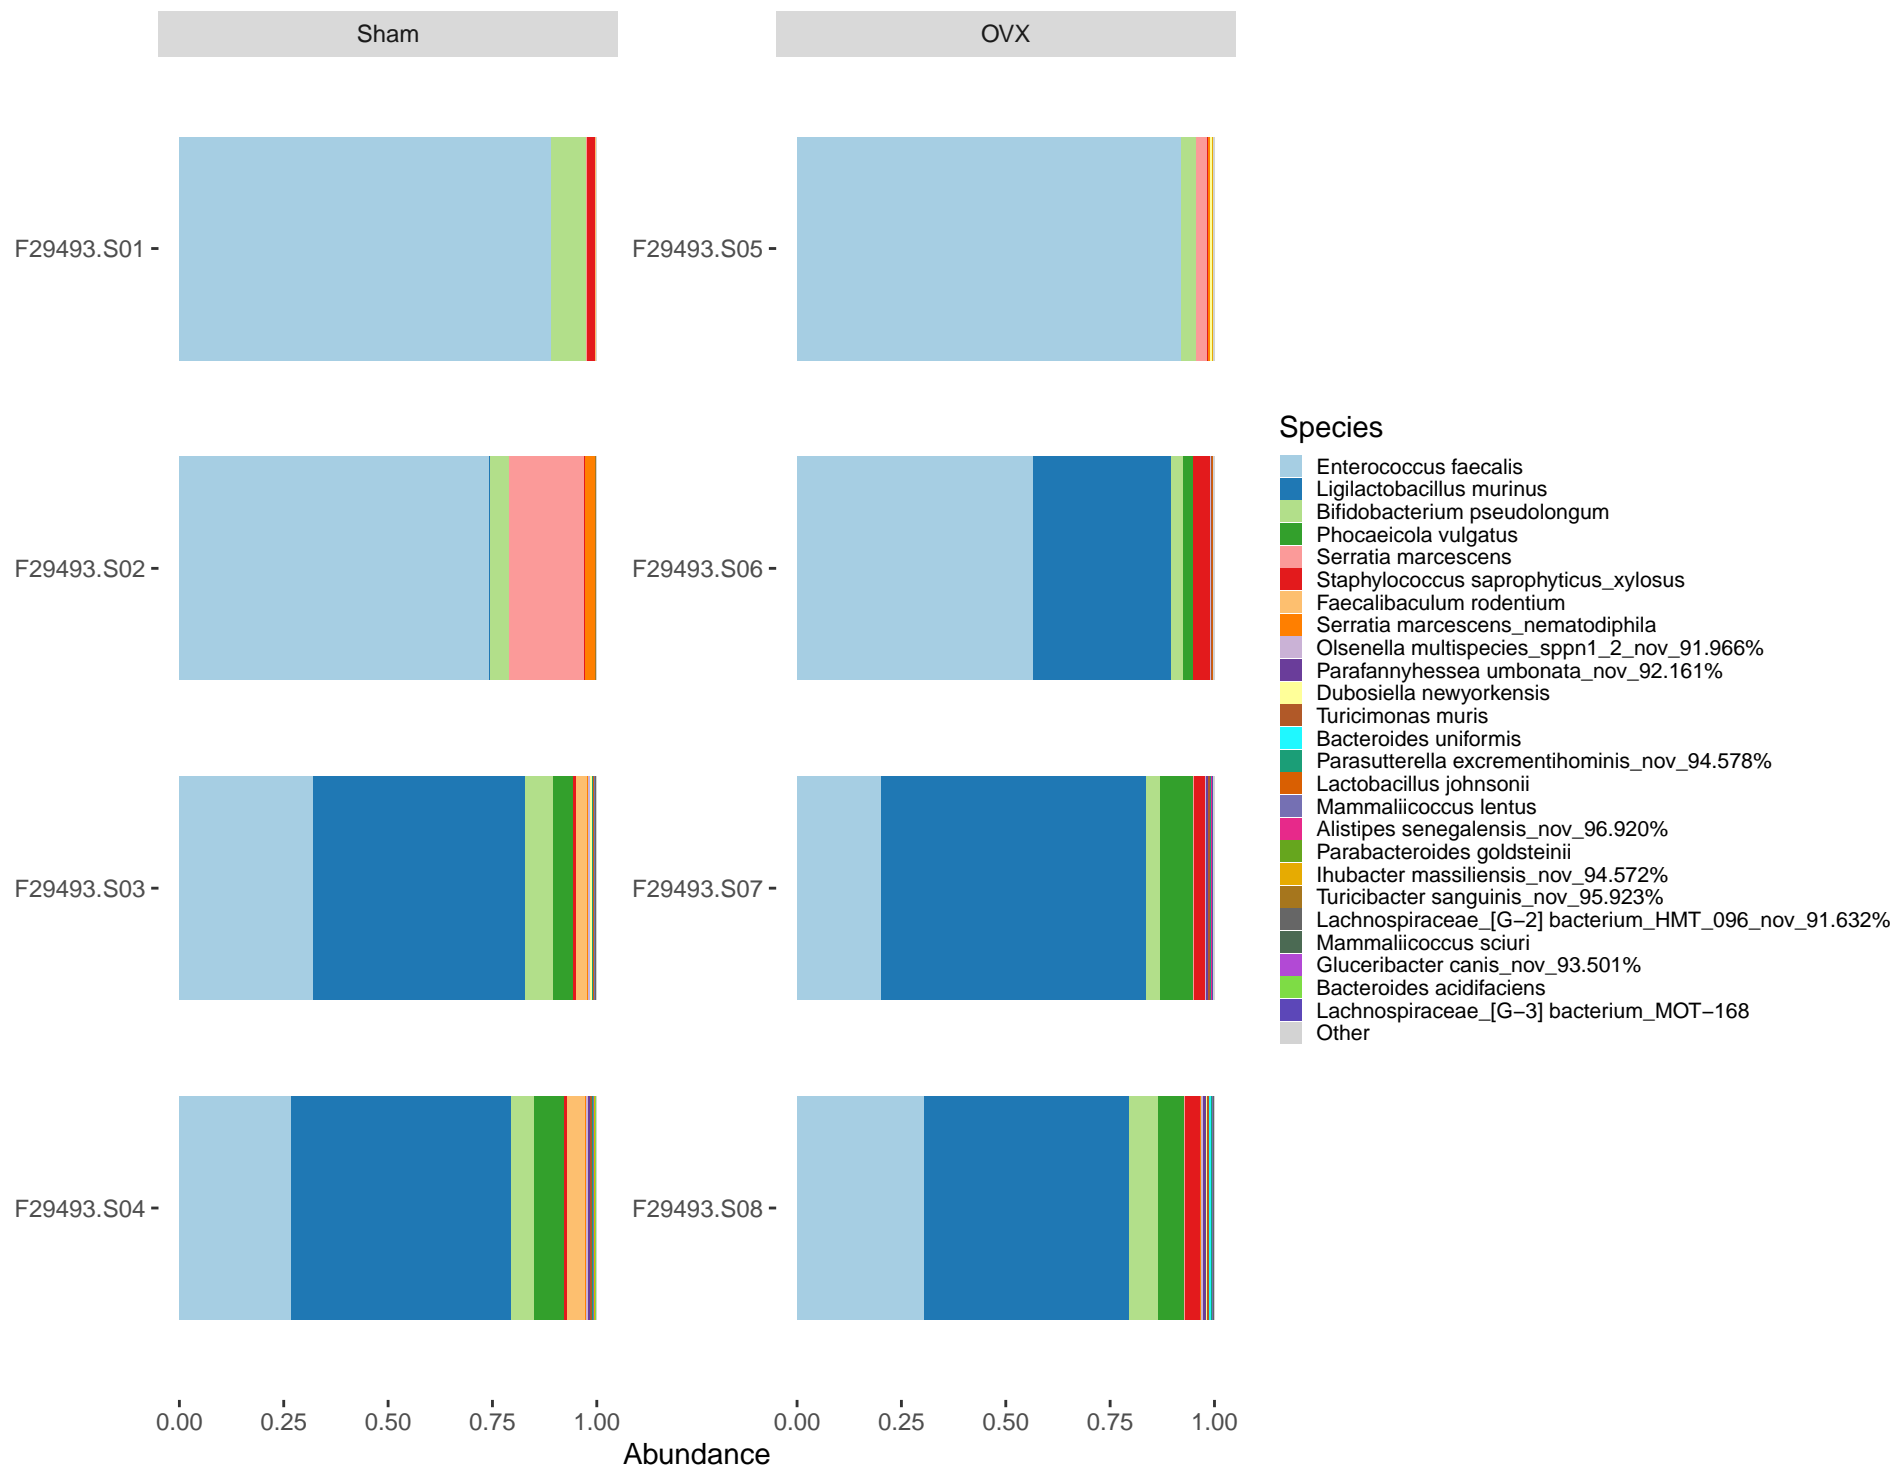 Sham
OVX
F29493.S01
F29493.S05
F29493.S02
F29493.S06
F29493.S03
F29493.S07
F29493.S04
F29493.S08
0.00 0.25 0.50 0.75 1.00
0.00 0.25 0.50 0.75 1.00
Abundance
Species
Enterococcus faecalis
Ligilactobacillus murinus
Bifidobacterium pseudolongum
Phocaeicola vulgatus
Serratia marcescens
Staphylococcus saprophyticus_xylosus
Faecalibaculum rodentium
Serratia marcescens_nematodiphila
Olsenella multispecies_sppn1_2_nov_91.966%
Parafannyhessea umbonata_nov_92.161%
Dubosiella newyorkensis
Turicimonas muris
Bacteroides uniformis
Parasutterella excrementihominis_nov_94.578%
Lactobacillus johnsonii
Mammaliicoccus lentus
Alistipes senegalensis_nov_96.920%
Parabacteroides goldsteinii
Ihubacter massiliensis_nov_94.572%
Turicibacter sanguinis_nov_95.923%
Lachnospiraceae_[G−2] bacterium_HMT_096_nov_91.632%
Mammaliicoccus sciuri
Gluceribacter canis_nov_93.501%
Bacteroides acidifaciens
Lachnospiraceae_[G−3] bacterium_MOT−168
Other